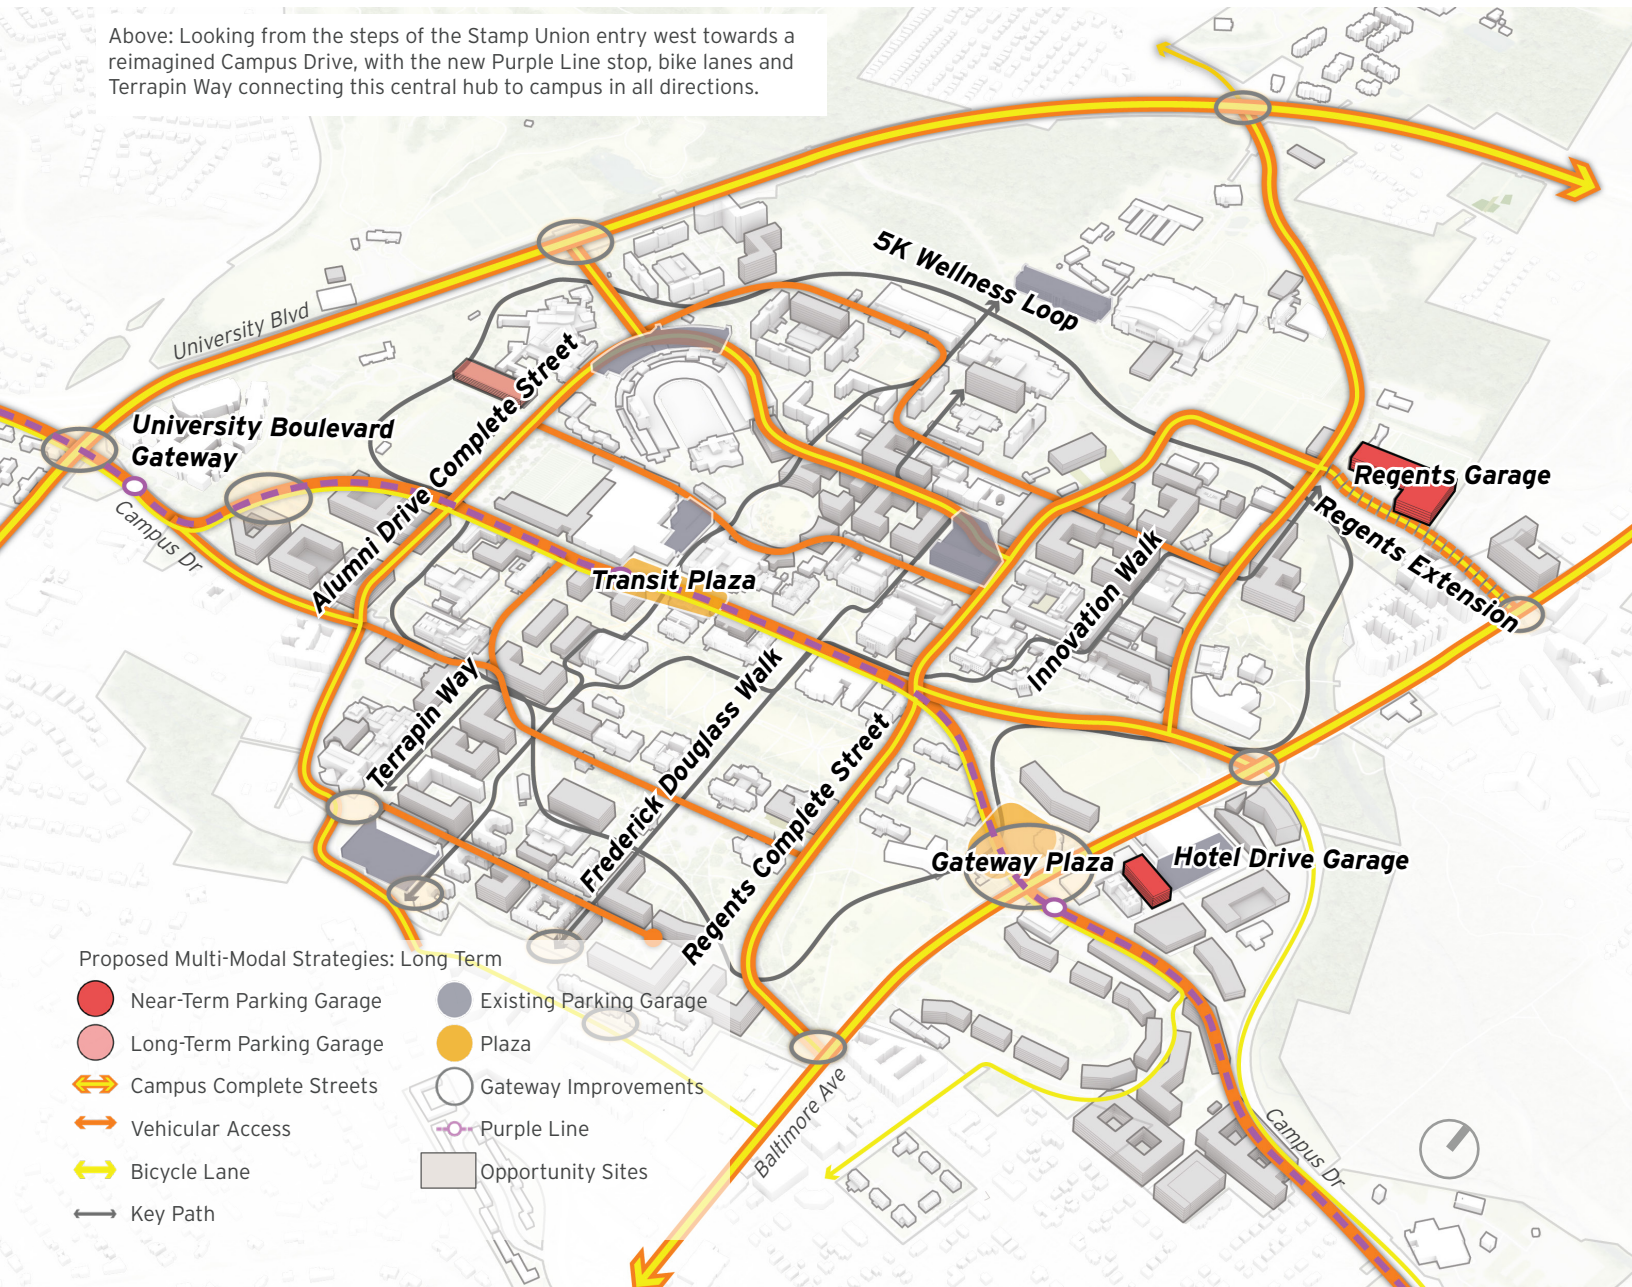 Above: Looking from the steps of the Stamp Union entry west towards a
reimagined Campus Drive, with the new Purple Line stop, bike lanes and
Terrapin Way connecting this central hub to campus in all directions.
5K Wellness Loop
University Blvd
University Boulevard
Gateway
Alumni Drive Complete Street
Campus Dr
Regents Garage
Regents Extension
Transit Plaza
Innovation Walk
Terrapin Way
Frederick Douglass Walk
Regents Complete Street
Gateway Plaza
Hotel Drive Garage
Baltimore Ave
Campus Dr
Proposed Multi-Modal Strategies: Long Term
Near-Term Parking Garage
Long-Term Parking Garage
Campus Complete Streets
Vehicular Access
Bicycle Lane
Key Path
Existing Parking Garage
Plaza
Gateway Improvements
Purple Line
Opportunity Sites